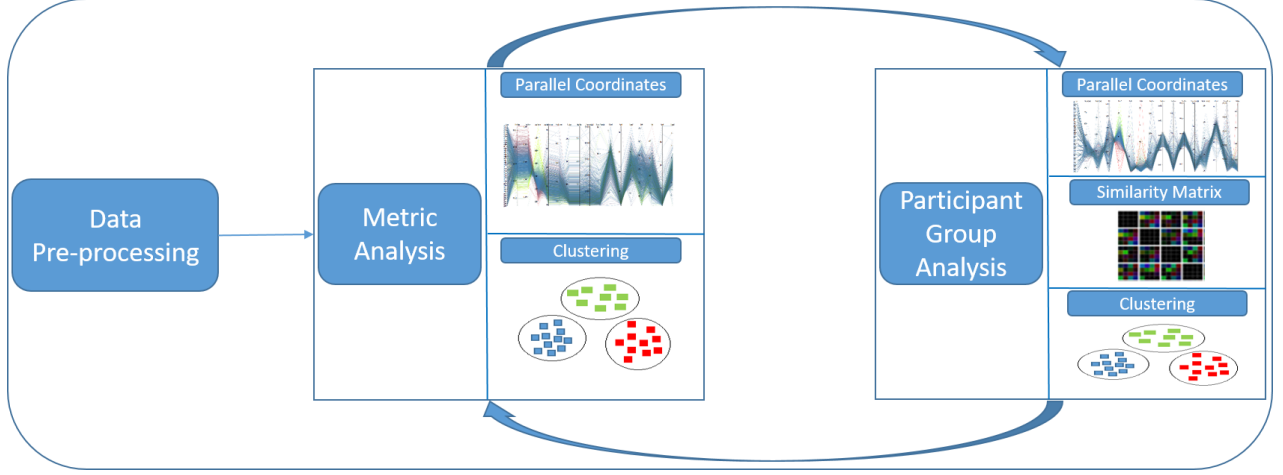 Data
Pre-processing
Metric
Analysis
Parallel Coordinates
Clustering
Participant
Group
Analysis
Parallel Coordinates
Similarity Matrix
Clustering